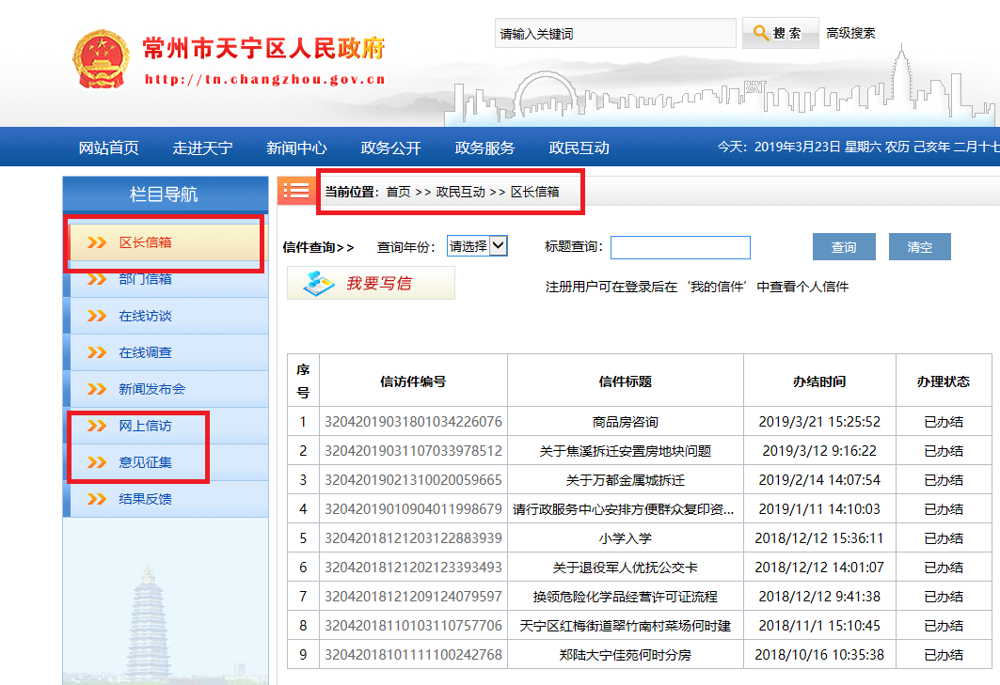 常州市天宁区人民政府
http://tn.changzhou.gov.cn
请输入关键词
搜索
高级搜索
BRT
网站首页 走进天宁 新闻中心 政务公开 政务服务 政民互动 今天：2019年3月23日 星期六 农历 己亥年 二月十七
栏目导航
区长信箱
部门信箱
在线访谈
在线调查
新闻发布会
网上信访
意见征集
结果反馈
当前位置：首页 >> 政民互动 >> 区长信箱
信件查询>> 查询年份： 请选择 标题查询： 查询 清空
我要写信
注册用户可在登录后在‘我的信件’中查看个人信件
序号 信访件编号 信件标题 办结时间 办理状态
1 32042019031801034226076 商品房咨询 2019/3/21 15:25:52 已办结
2 32042019031107033978512 关于焦溪拆迁安置房地块问题 2019/3/12 9:16:22 已办结
3 32042019021310020059665 关于万都金属城拆迁 2019/2/14 14:07:54 已办结
4 32042019010904011998679 请行政服务中心安排方便群众复印资... 2019/1/11 14:10:03 已办结
5 32042018121203122883939 小学入学 2018/12/12 15:36:11 已办结
6 32042018121202123393493 关于退役军人优抚公交卡 2018/12/12 14:01:07 已办结
7 32042018121209124079597 换领危险化学品经营许可证流程 2018/12/12 9:41:38 已办结
8 32042018110103110757706 天宁区红梅街道翠竹南村菜场何时建 2018/11/1 15:10:45 已办结
9 32042018101111100242768 郑陆大宁佳苑何时分房 2018/10/16 10:35:38 已办结